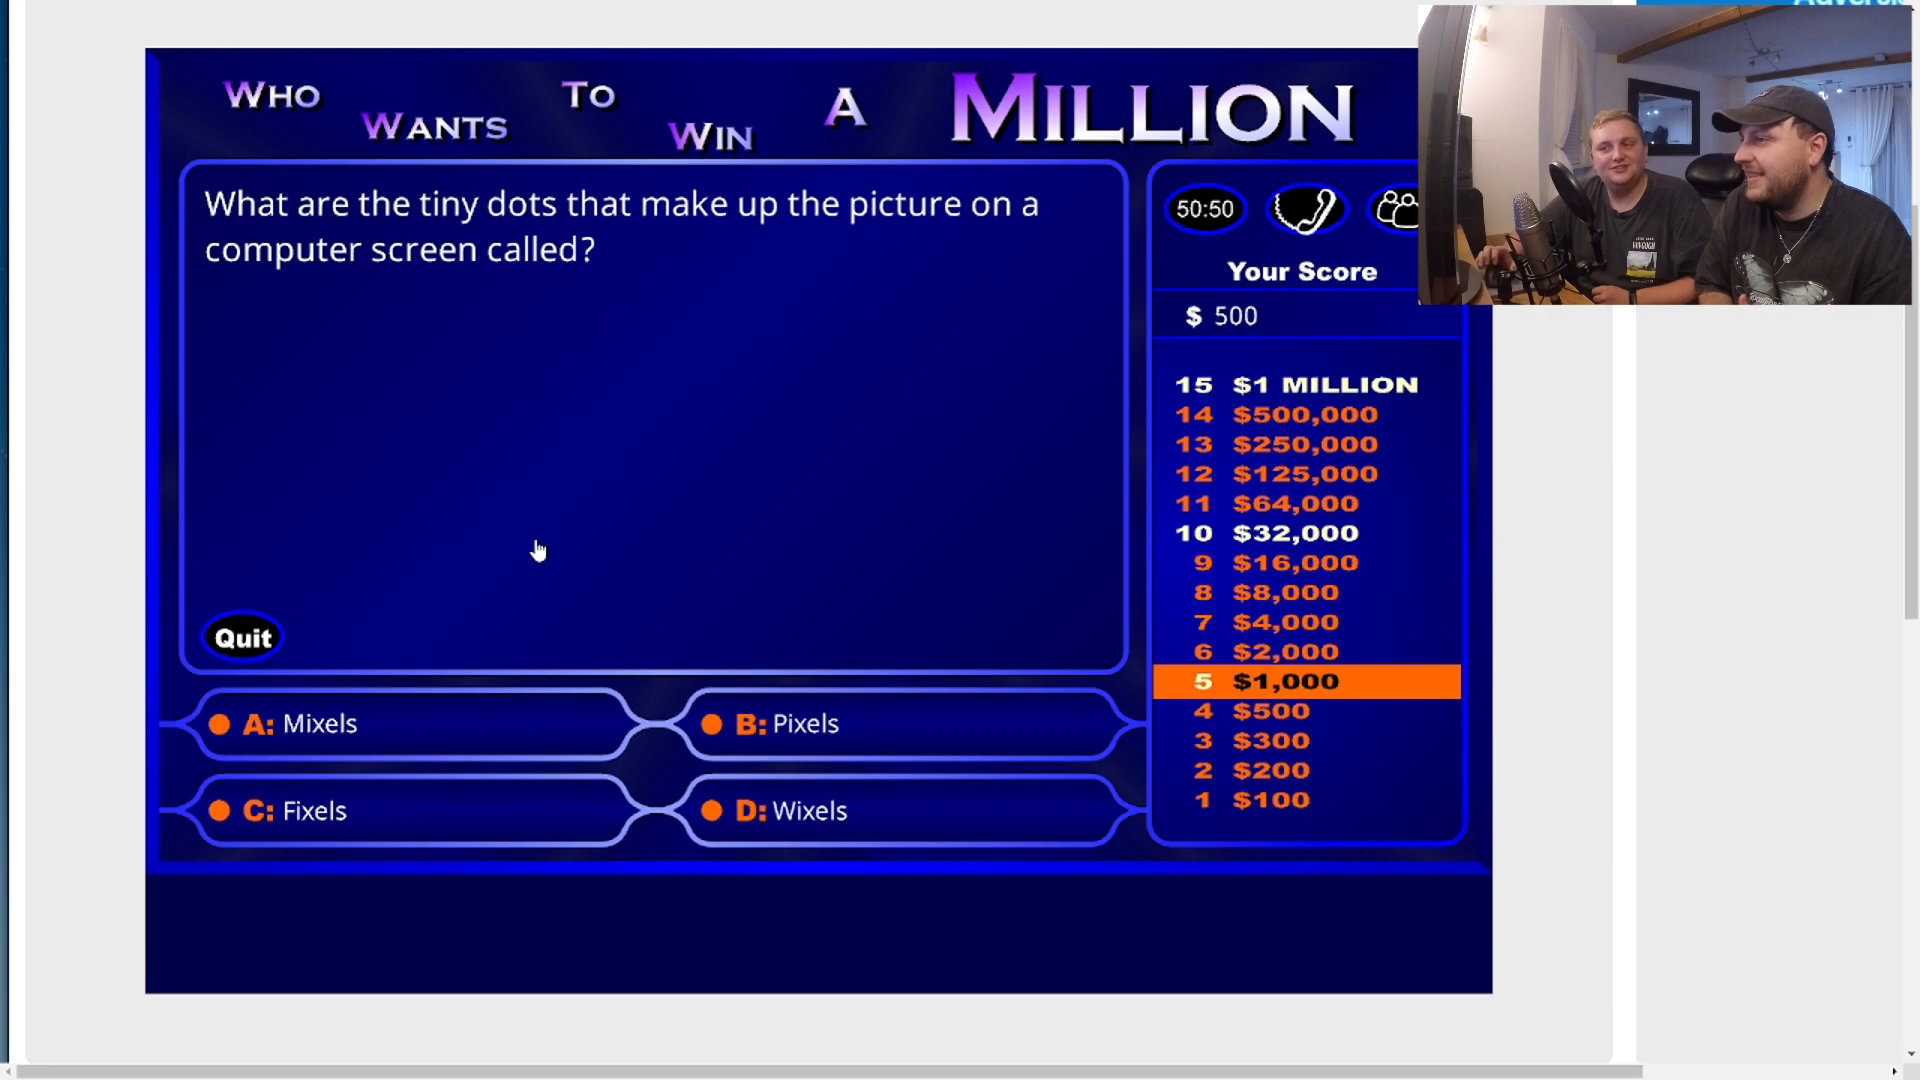 WHO WANTS TO WIN A MILLION
What are the tiny dots that make up the picture on a
computer screen called?
Quit
A: Mixels
B: Pixels
C: Fixels
D: Wixels
50:50
Your Score
$ 500
15 $1 MILLION
14 $500,000
13 $250,000
12 $125,000
11 $64,000
10 $32,000
9 $16,000
8 $8,000
7 $4,000
6 $2,000
5 $1,000
4 $500
3 $300
2 $200
1 $100